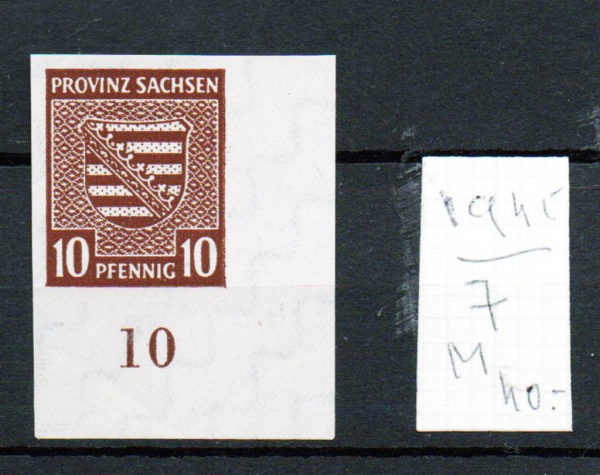 PROVINZ SACHSEN
10 PFENNIG 10
10
1945
7
M
40.-